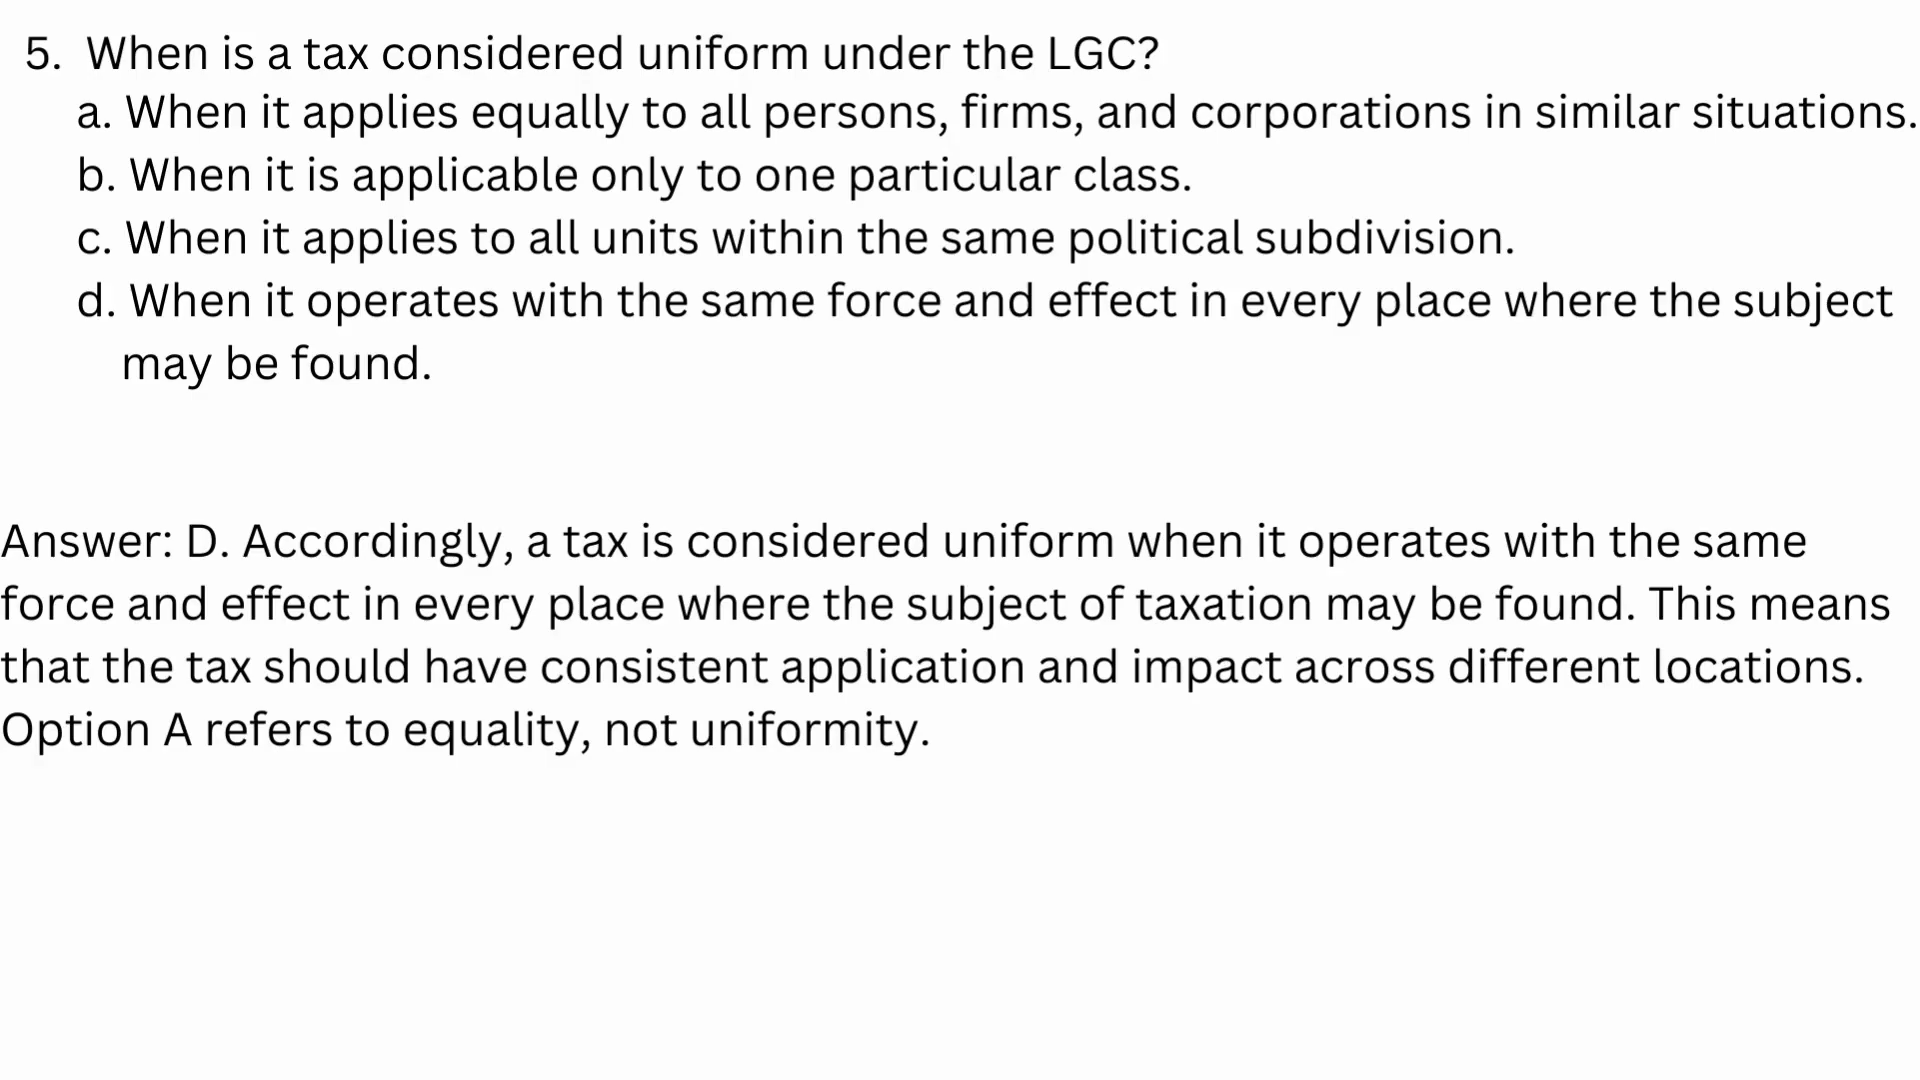 5. When is a tax considered uniform under the LGC?
a. When it applies equally to all persons, firms, and corporations in similar situations.
b. When it is applicable only to one particular class.
c. When it applies to all units within the same political subdivision.
d. When it operates with the same force and effect in every place where the subject
may be found.
Answer: D. Accordingly, a tax is considered uniform when it operates with the same
force and effect in every place where the subject of taxation may be found. This means
that the tax should have consistent application and impact across different locations.
Option A refers to equality, not uniformity.